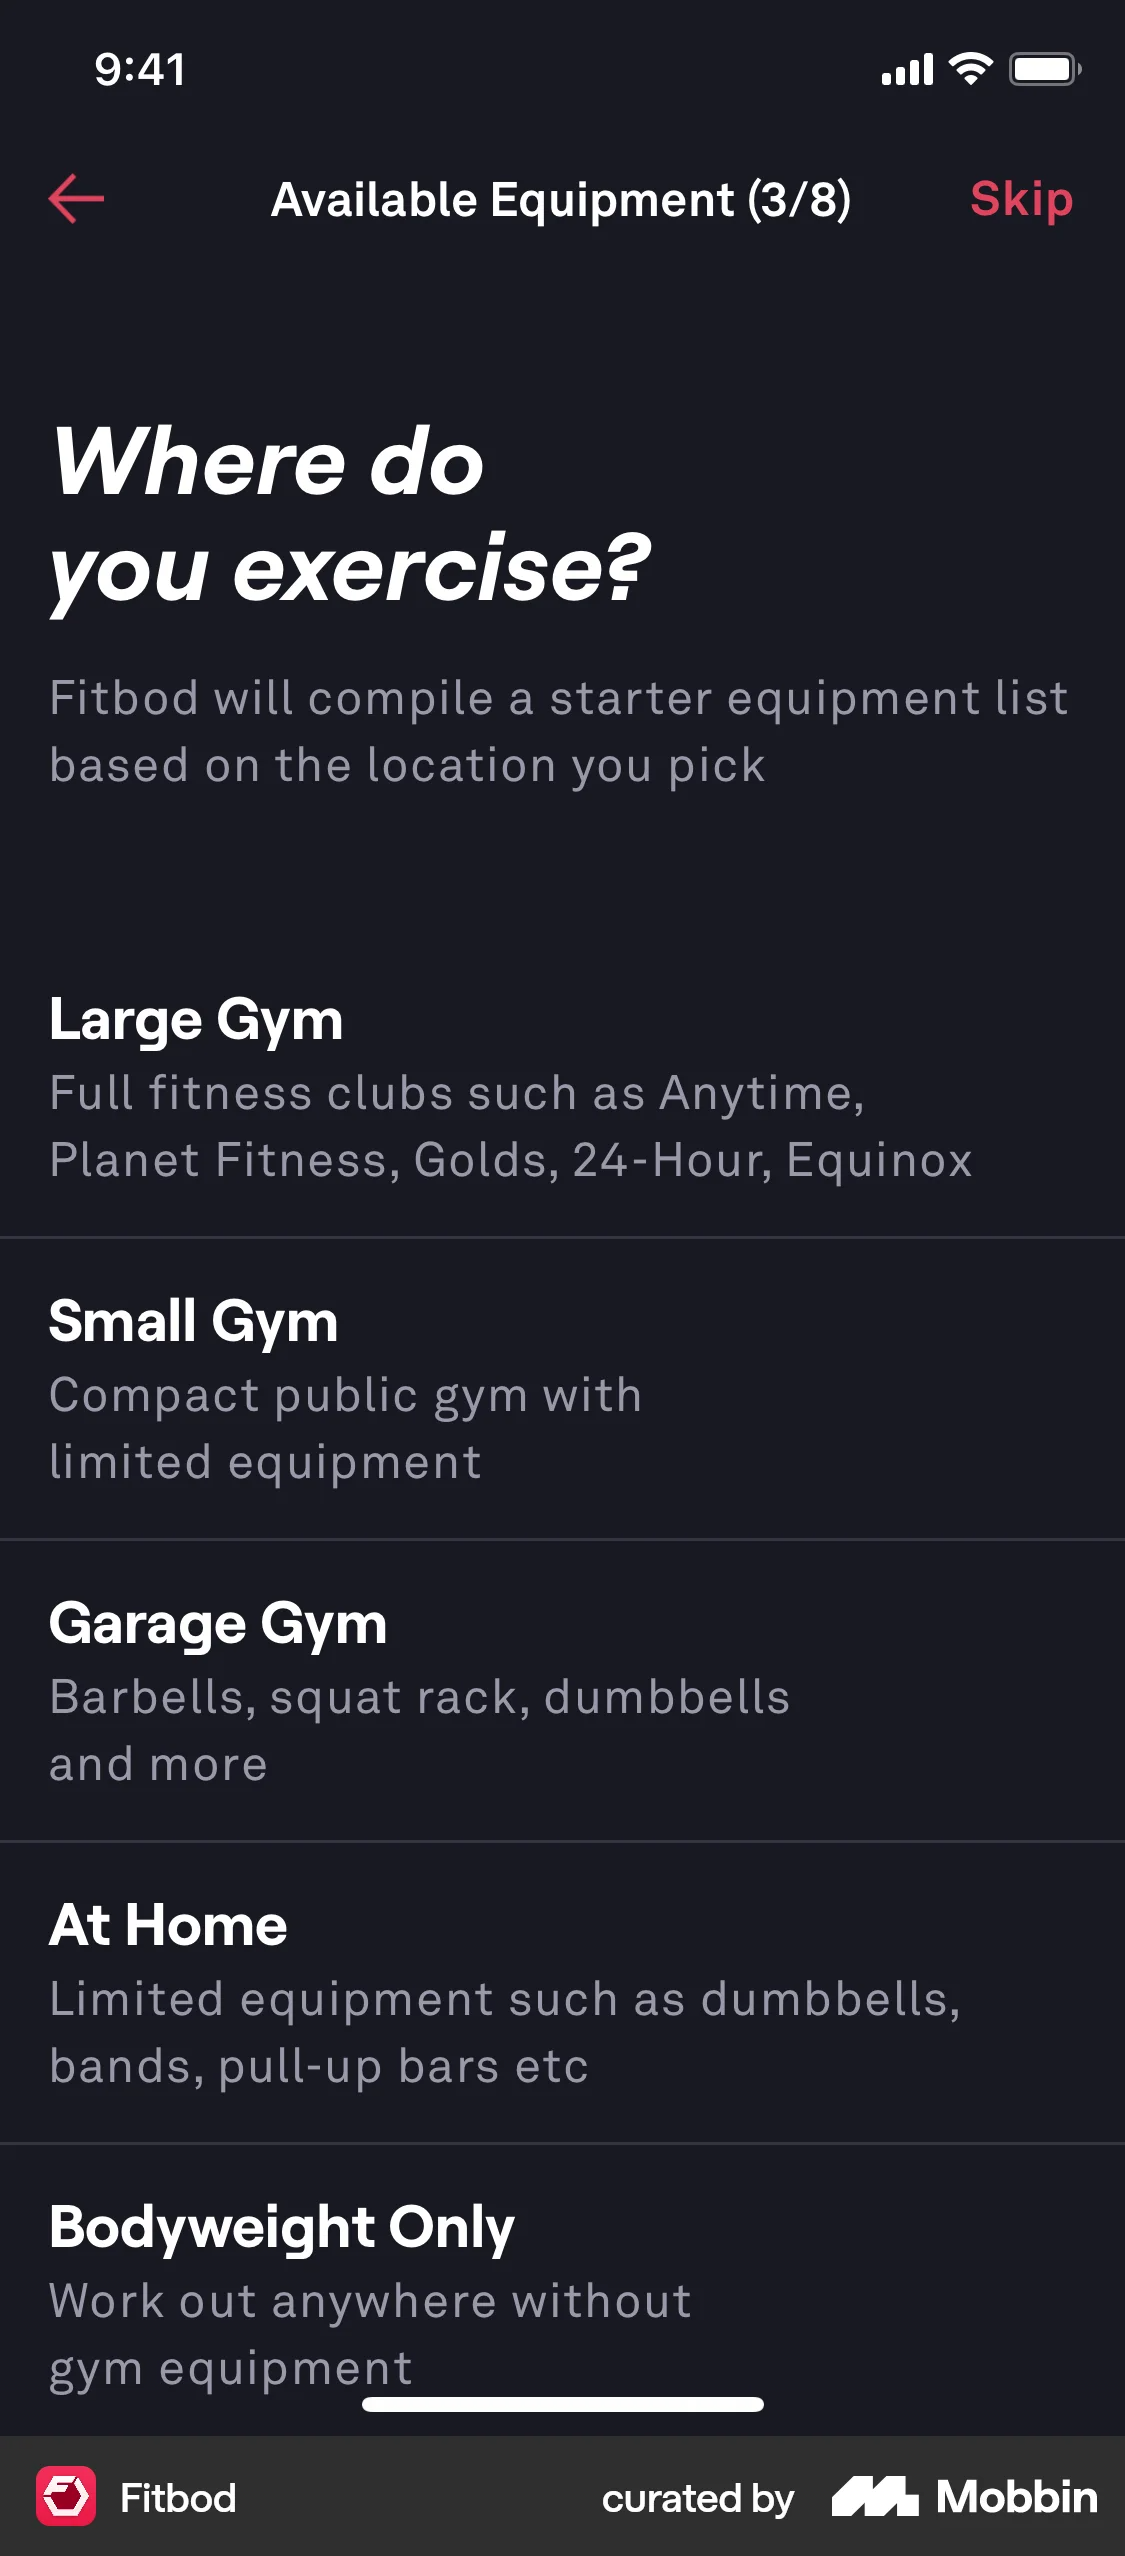 9:41
Available Equipment (3/8)
Skip
Where do
you exercise?
Fitbod will compile a starter equipment list
based on the location you pick
Large Gym
Full fitness clubs such as Anytime,
Planet Fitness, Golds, 24-Hour, Equinox
Small Gym
Compact public gym with
limited equipment
Garage Gym
Barbells, squat rack, dumbbells
and more
At Home
Limited equipment such as dumbbells,
bands, pull-up bars etc
Bodyweight Only
Work out anywhere without
gym equipment
Fitbod
curated by
Mobbin